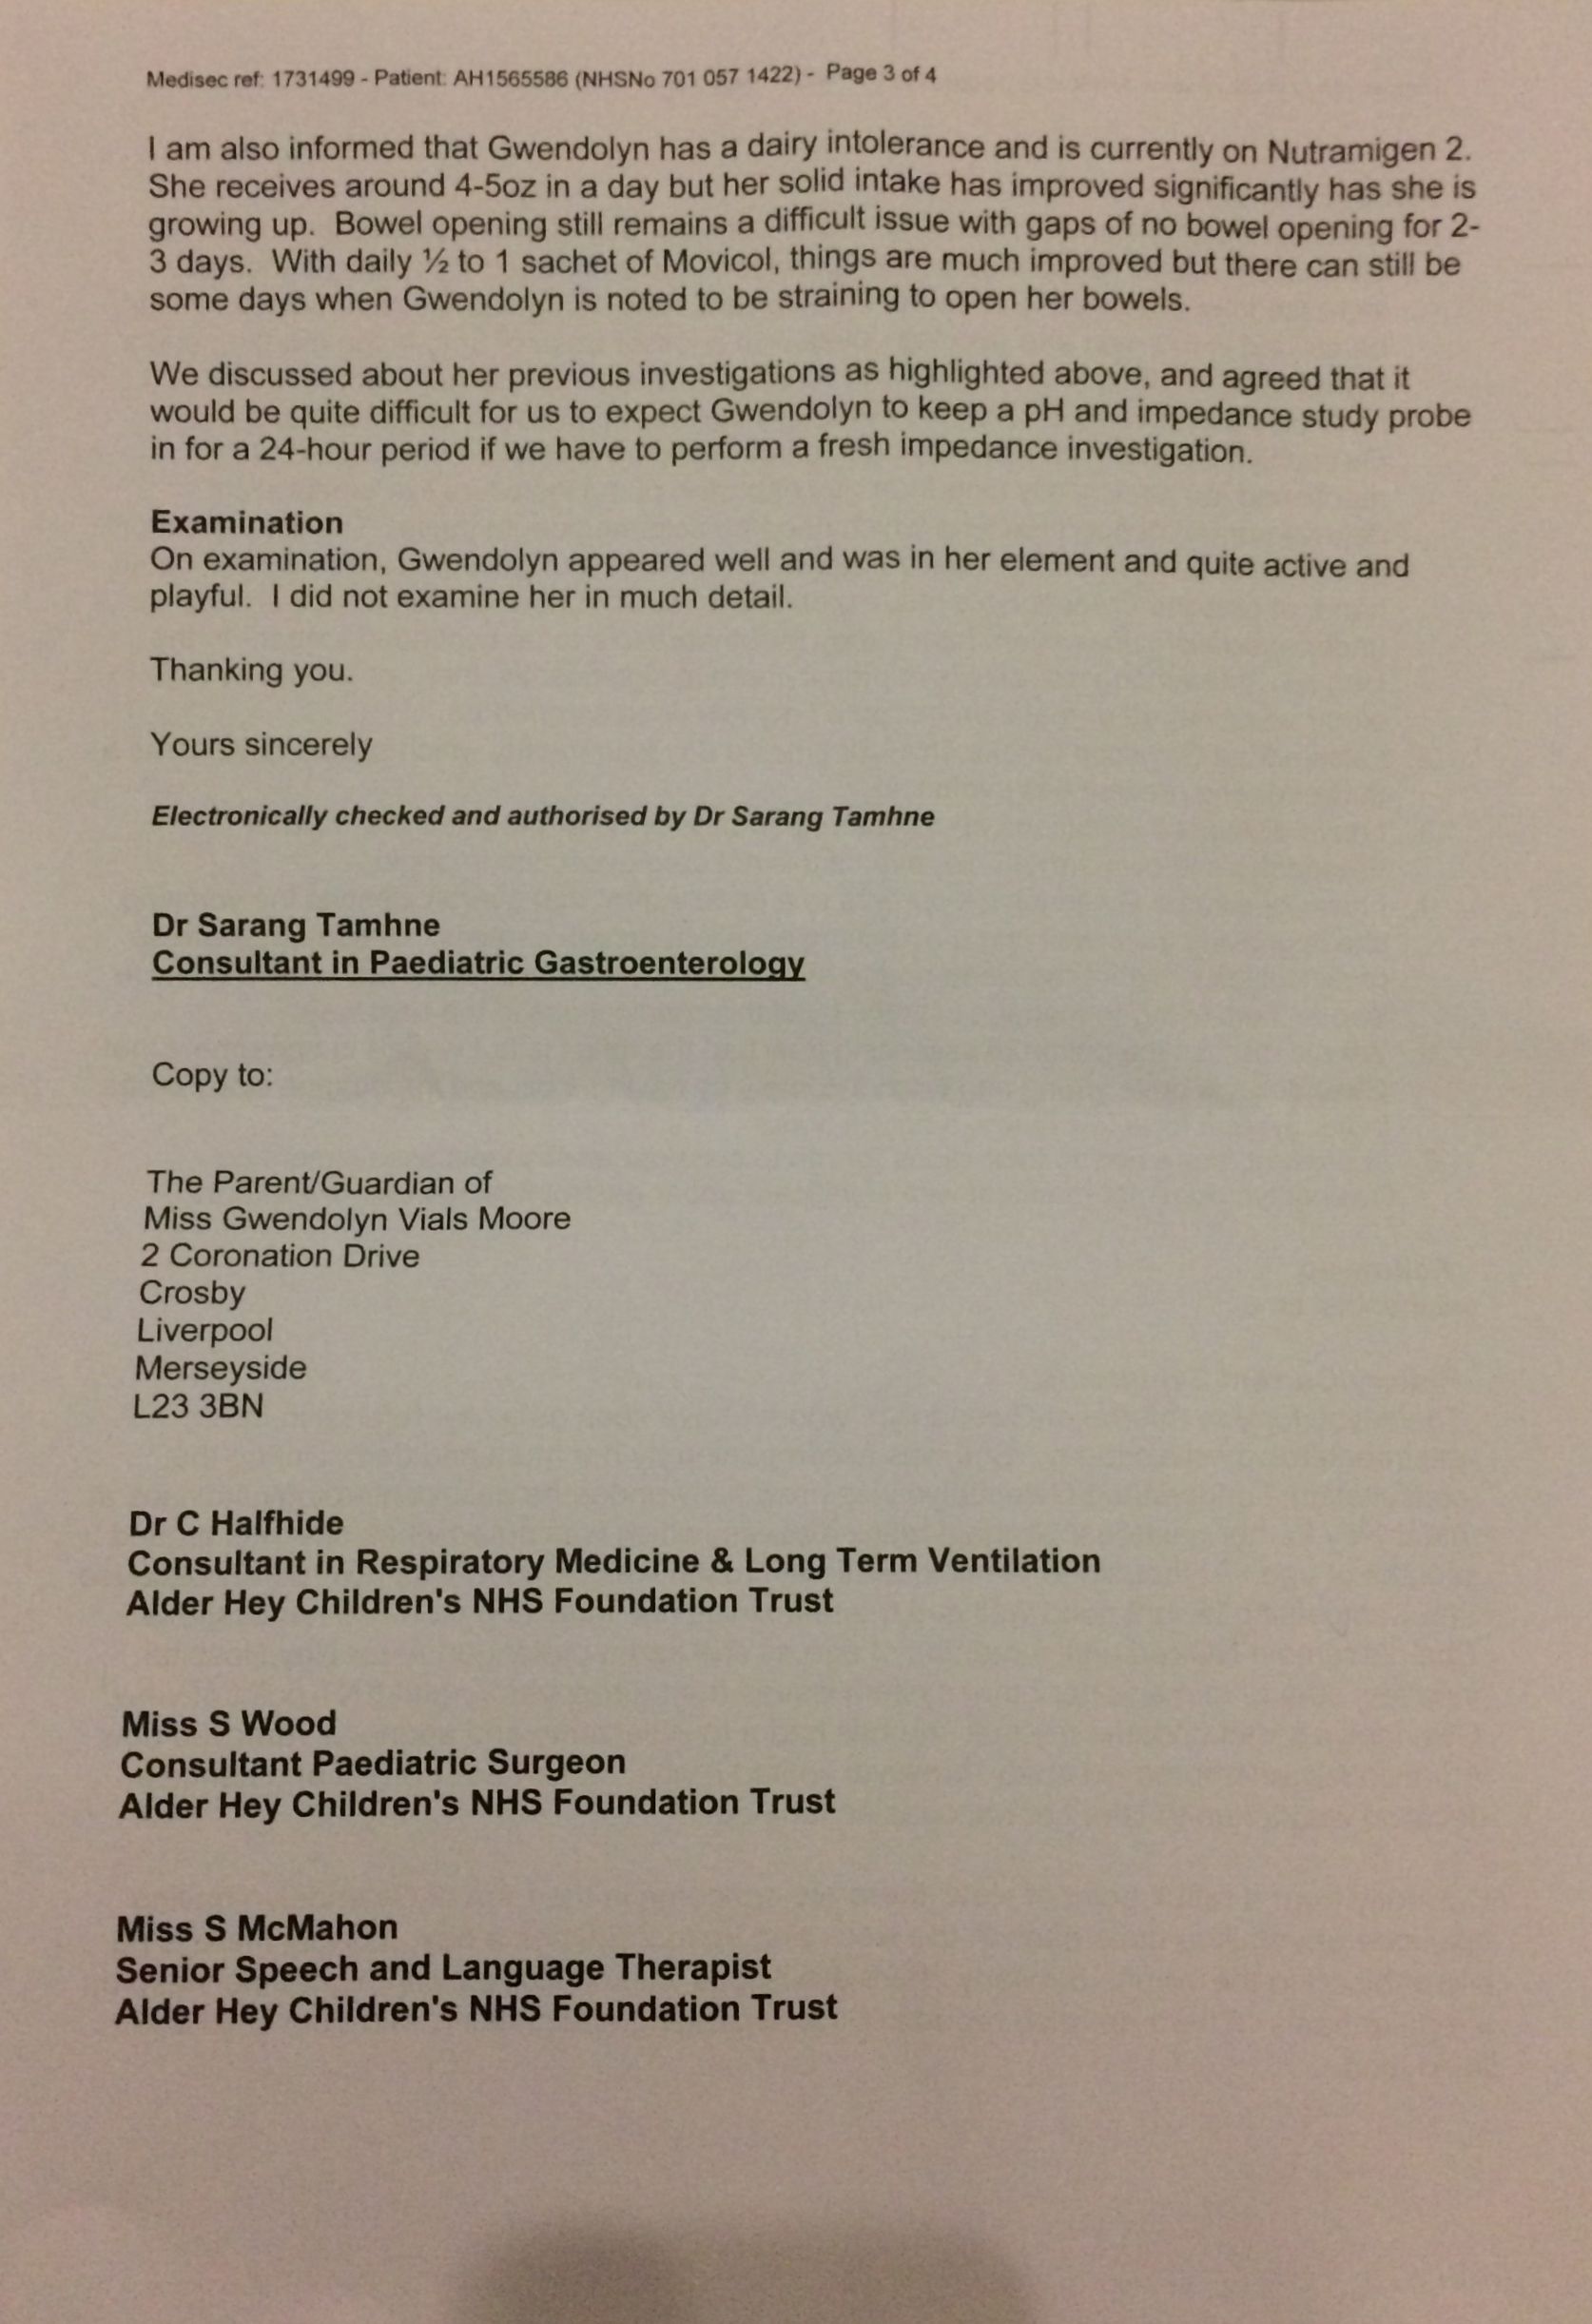 Medisec ref: 1731499 - Patient: AH1565586 (NHSNo 701 057 1422) - Page 3 of 4
I am also informed that Gwendolyn has a dairy intolerance and is currently on Nutramigen 2.
She receives around 4-5oz in a day but her solid intake has improved significantly has she is
growing up. Bowel opening still remains a difficult issue with gaps of no bowel opening for 2-
3 days. With daily ½ to 1 sachet of Movicol, things are much improved but there can still be
some days when Gwendolyn is noted to be straining to open her bowels.
We discussed about her previous investigations as highlighted above, and agreed that it
would be quite difficult for us to expect Gwendolyn to keep a pH and impedance study probe
in for a 24-hour period if we have to perform a fresh impedance investigation.
Examination
On examination, Gwendolyn appeared well and was in her element and quite active and
playful. I did not examine her in much detail.
Thanking you.
Yours sincerely
Electronically checked and authorised by Dr Sarang Tamhne
Dr Sarang Tamhne
Consultant in Paediatric Gastroenterology
Copy to:
The Parent/Guardian of
Miss Gwendolyn Vials Moore
2 Coronation Drive
Crosby
Liverpool
Merseyside
L23 3BN
Dr C Halfhide
Consultant in Respiratory Medicine & Long Term Ventilation
Alder Hey Children's NHS Foundation Trust
Miss S Wood
Consultant Paediatric Surgeon
Alder Hey Children's NHS Foundation Trust
Miss S McMahon
Senior Speech and Language Therapist
Alder Hey Children's NHS Foundation Trust